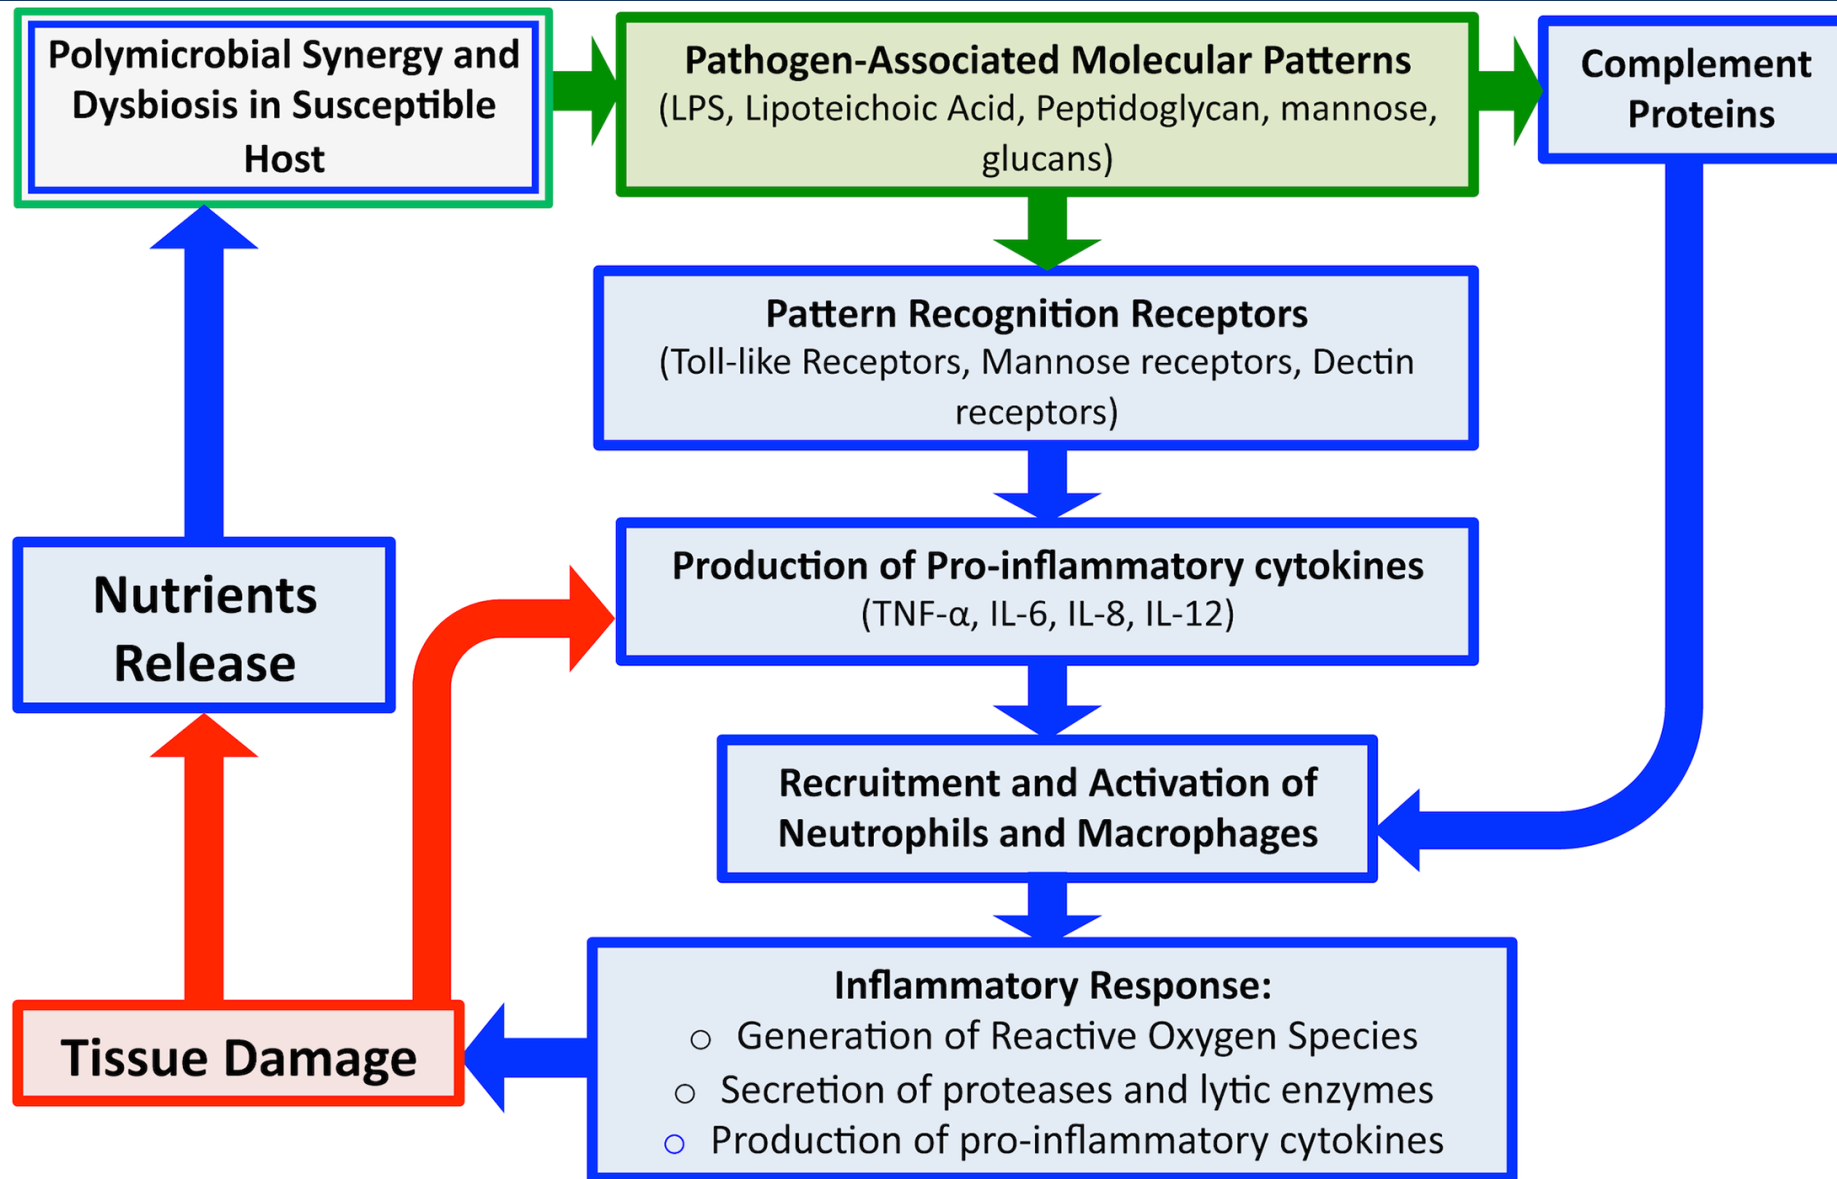 Polymicrobial Synergy and
Dysbiosis in Susceptible
Host
Pathogen-Associated Molecular Patterns
(LPS, Lipoteichoic Acid, Peptidoglycan, mannose,
glucans)
Complement
Proteins
Pattern Recognition Receptors
(Toll-like Receptors, Mannose receptors, Dectin
receptors)
Production of Pro-inflammatory cytokines
(TNF-α, IL-6, IL-8, IL-12)
Nutrients
Release
Recruitment and Activation of
Neutrophils and Macrophages
Inflammatory Response:
○ Generation of Reactive Oxygen Species
○ Secretion of proteases and lytic enzymes
○ Production of pro-inflammatory cytokines
Tissue Damage